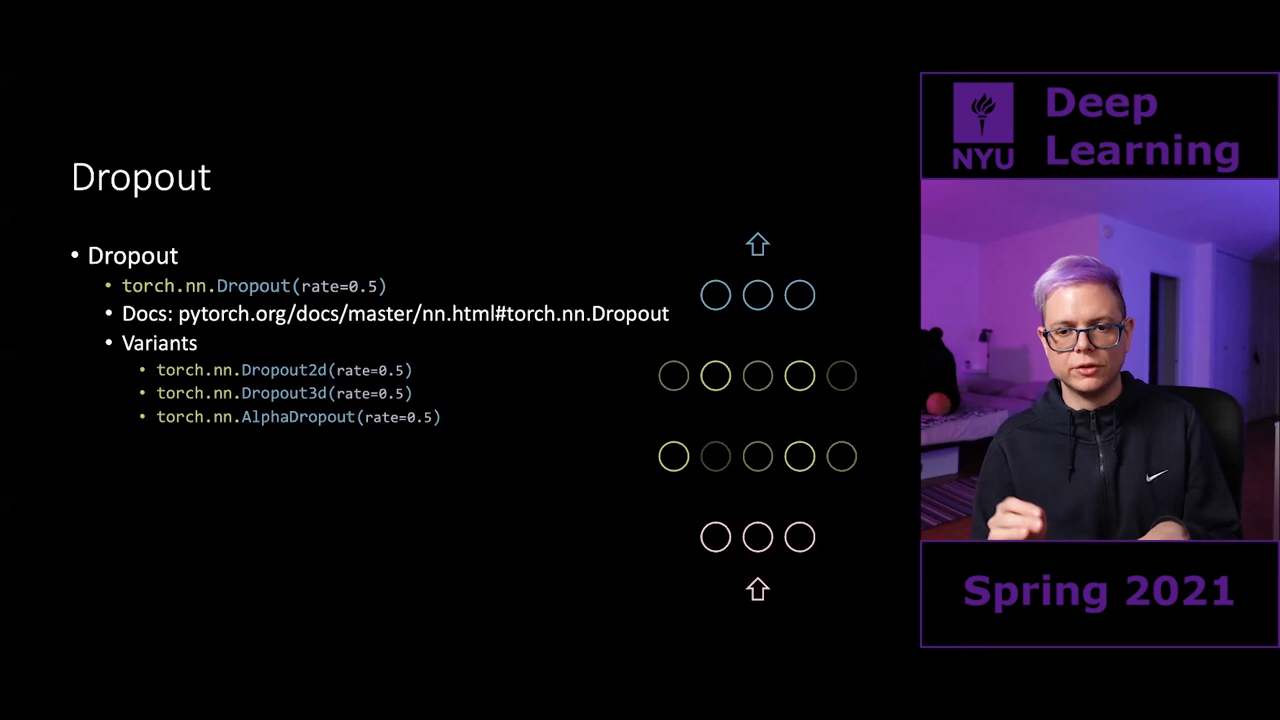 Dropout
• Dropout
• torch.nn.Dropout(rate=0.5)
• Docs: pytorch.org/docs/master/nn.html#torch.nn.Dropout
• Variants
• torch.nn.Dropout2d(rate=0.5)
• torch.nn.Dropout3d(rate=0.5)
• torch.nn.AlphaDropout(rate=0.5)
NYU
Deep
Learning
Spring 2021